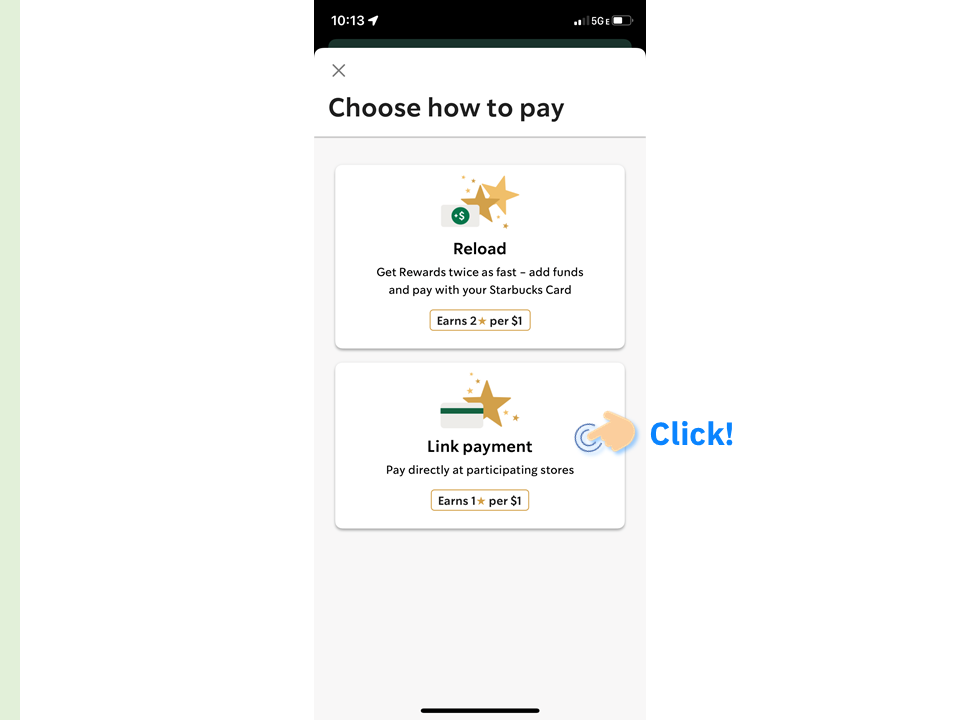 10:13
5GE
Choose how to pay
+$
Reload
Get Rewards twice as fast – add funds
and pay with your Starbucks Card
Earns 2★ per $1
Link payment
Pay directly at participating stores
Click!
Earns 1★ per $1